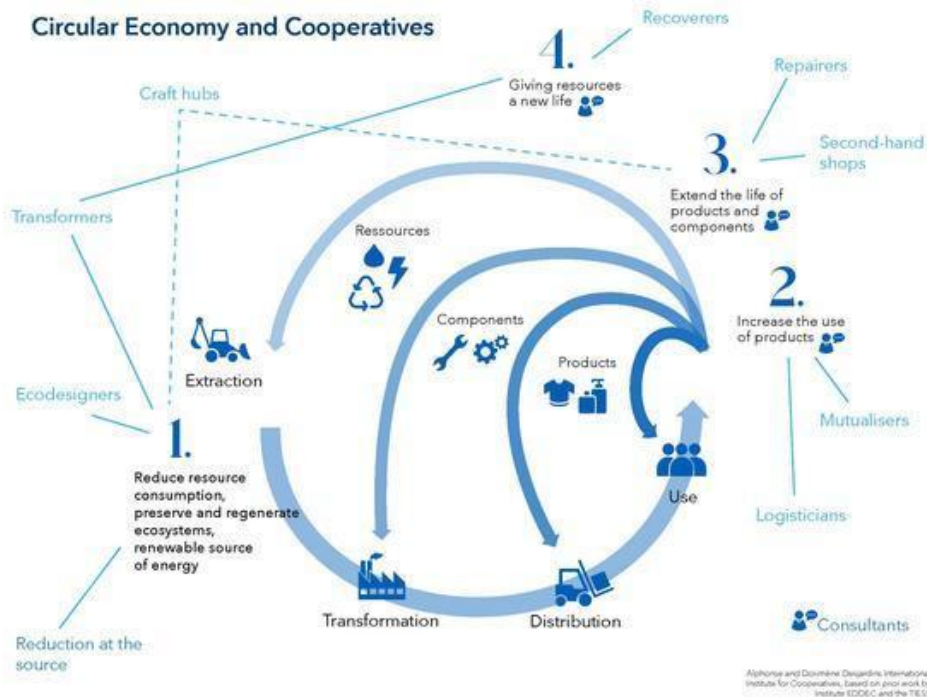 Circular Economy and Cooperatives
Recoverers
4.
Giving resources
a new life
Repairers
Craft hubs
3.
Second-hand
shops
Extend the life of
products and
components
Transformers
Ressources
2.
Increase the use
of products
Components
Products
Extraction
Ecodesigners
1.
Mutualisers
Reduce resource
consumption,
preserve and regenerate
ecosystems,
renewable source
of energy
Use
Logisticians
Transformation
Distribution
Consultants
Reduction at the
source
Alphonse and Dorimène Desjardins International
Institute for Cooperatives, based on prior work by
Institute EDDEC and the TIESS